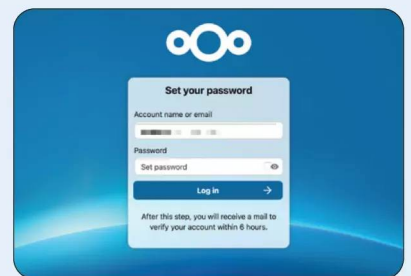 Set your password
Account name or email
Password
Set password
Log in
After this step, you will receive a mail to
verify your account within 6 hours.